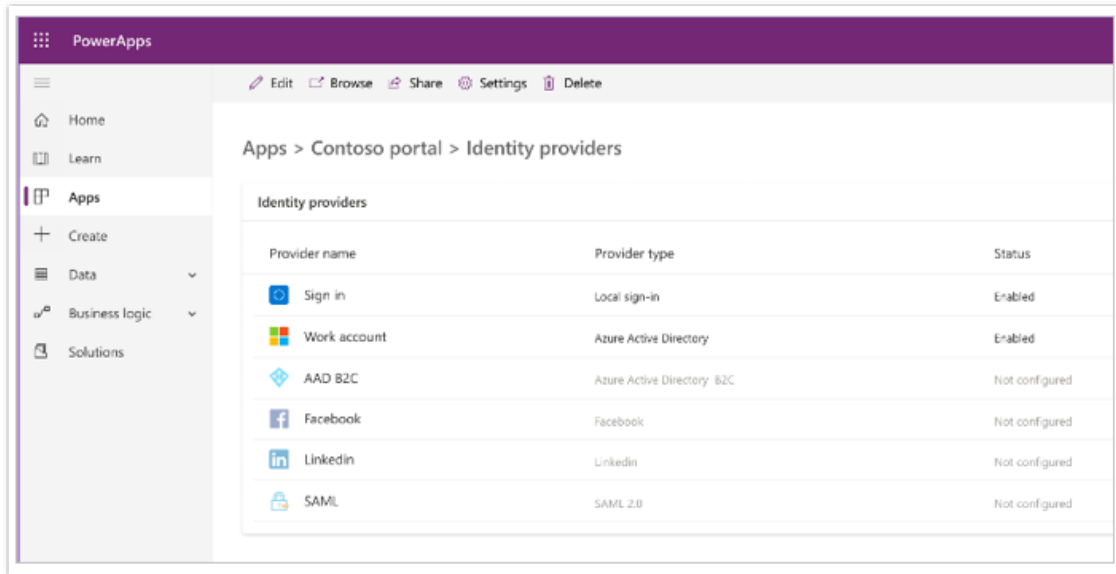 PowerApps
Edit Browse Share Settings Delete
Home
Learn
Apps
Create
Data
Business logic
Solutions
Apps > Contoso portal > Identity providers
Identity providers
Provider name Provider type Status
Sign in Local sign-in Enabled
Work account Azure Active Directory Enabled
AAD B2C Azure Active Directory B2C Not configured
Facebook Facebook Not configured
Linkedin Linkedin Not configured
SAML SAML 2.0 Not configured